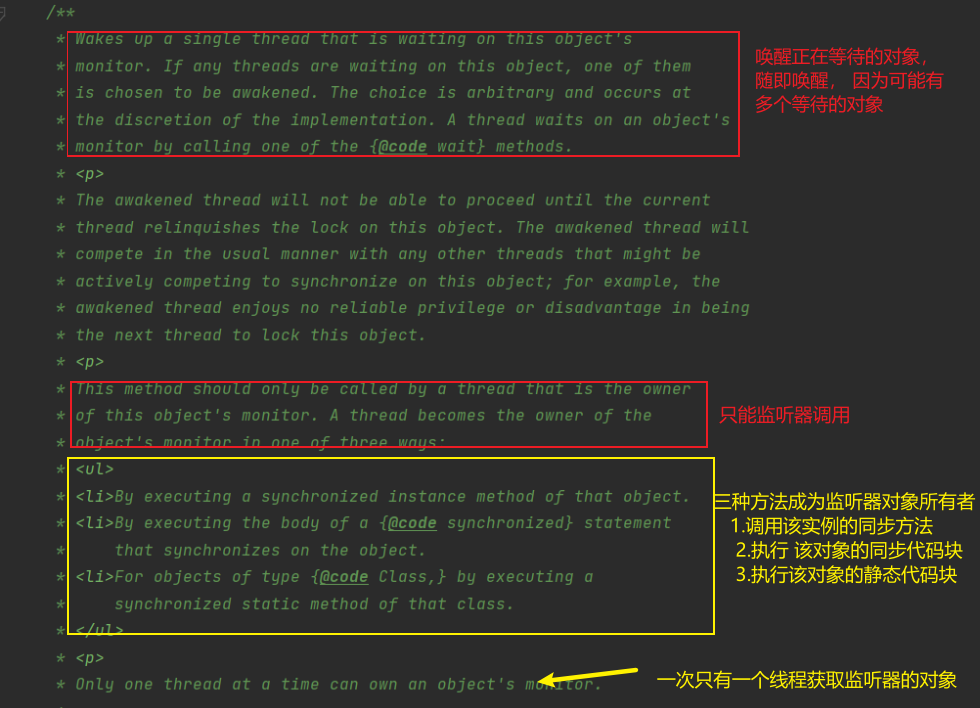 /**
* Wakes up a single thread that is waiting on this object's
* monitor. If any threads are waiting on this object, one of them
* is chosen to be awakened. The choice is arbitrary and occurs at
* the discretion of the implementation. A thread waits on an object's
* monitor by calling one of the {@code wait} methods.
唤醒正在等待的对象，
随即唤醒， 因为可能有
多个等待的对象
* <p>
* The awakened thread will not be able to proceed until the current
* thread relinquishes the lock on this object. The awakened thread will
* compete in the usual manner with any other threads that might be
* actively competing to synchronize on this object; for example, the
* awakened thread enjoys no reliable privilege or disadvantage in being
* the next thread to lock this object.
* <p>
* This method should only be called by a thread that is the owner
* of this object's monitor. A thread becomes the owner of the
* object's monitor in one of three ways:
只能监听器调用
* <ul>
* <li>By executing a synchronized instance method of that object.
* <li>By executing the body of a {@code synchronized} statement
* that synchronizes on the object.
* <li>For objects of type {@code Class,} by executing a
* synchronized static method of that class.
* </ul>
三种方法成为监听器对象所有者
1.调用该实例的同步方法
2.执行 该对象的同步代码块
3.执行该对象的静态代码块
* <p>
* Only one thread at a time can own an object's monitor.
一次只有一个线程获取监听器的对象